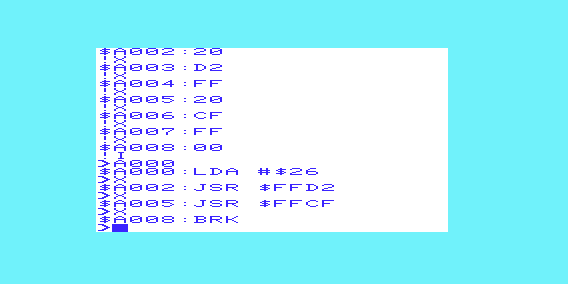 $A002:20
.X
$A003:D2
.X
$A004:FF
.X
$A005:20
.X
$A006:CF
.X
$A007:FF
.X
$A008:00
.I
>A000
$A000:LDA #$26
>X
$A002:JSR $FFD2
>X
$A005:JSR $FFCF
>X
$A008:BRK
>